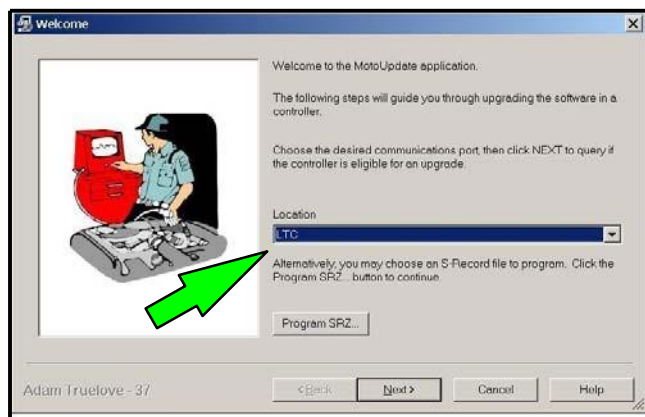 Welcome
Welcome to the MotoUpdate application.
The following steps will guide you through upgrading the software in a
controller.
Choose the desired communications port, then click NEXT to query if
the controller is eligible for an upgrade.
Location
LTC
Alternatively, you may choose an S-Record file to program. Click the
Program SRZ... button to continue.
Program SRZ...
Adam Truelove - 37
< Back
Next >
Cancel
Help